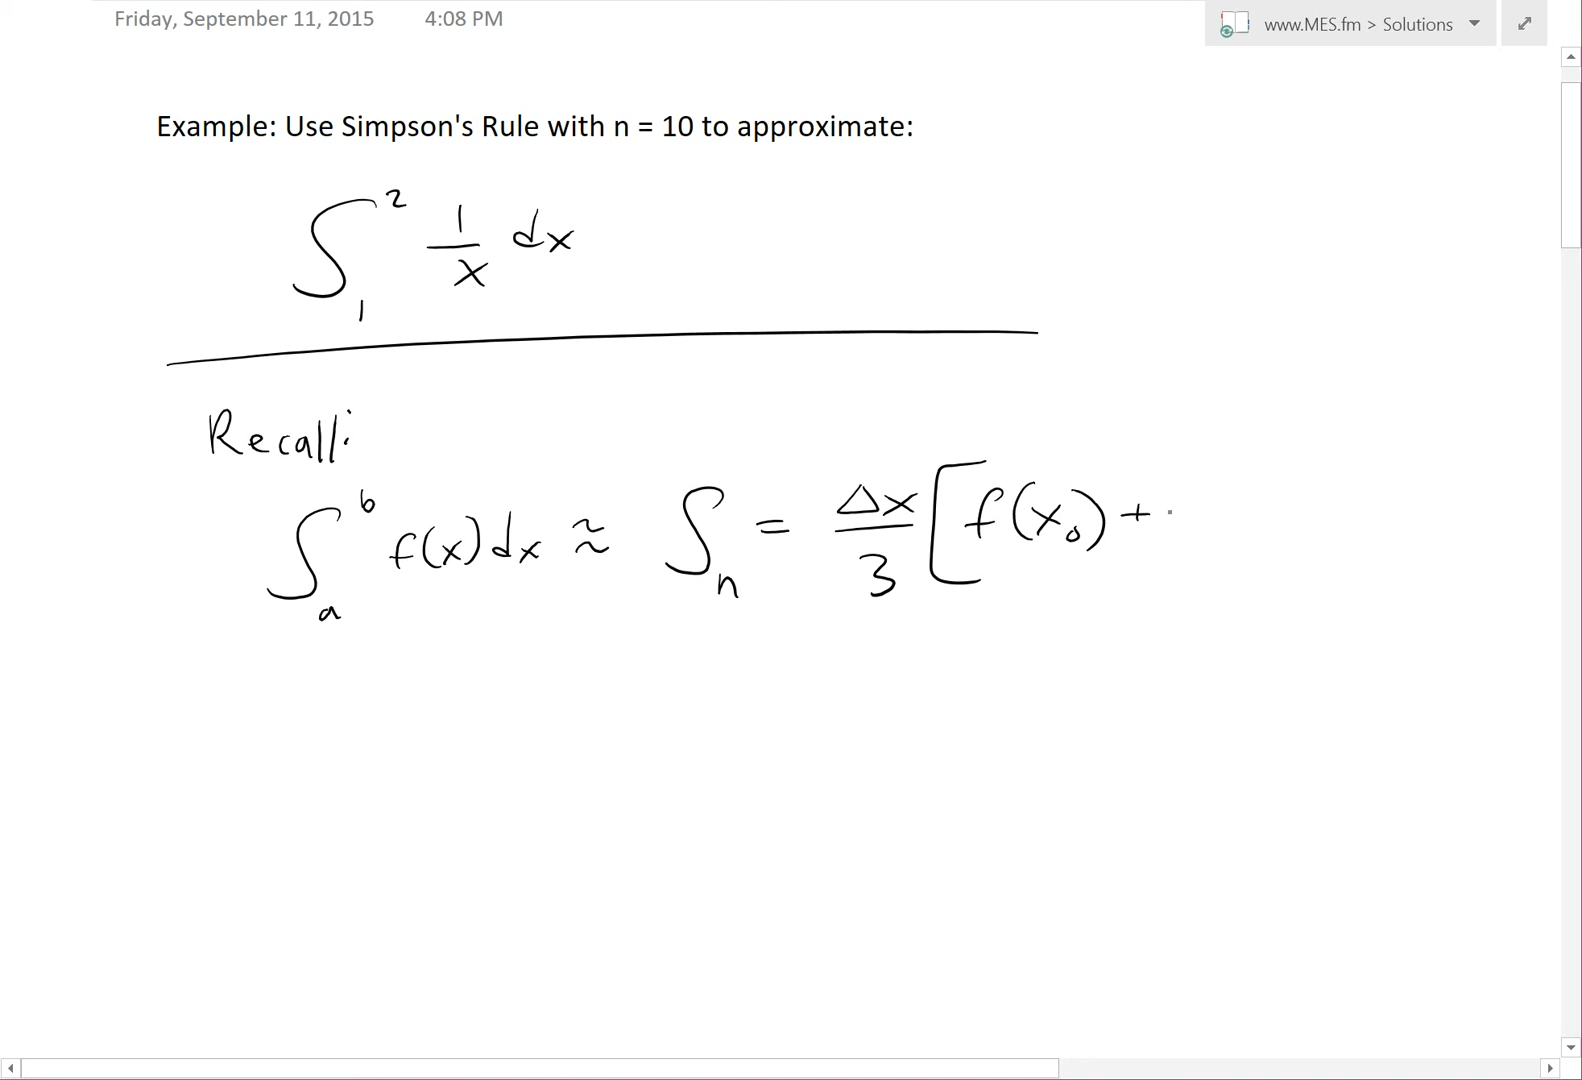 Friday, September 11, 2015 4:08 PM
www.MES.fm > Solutions
Example: Use Simpson's Rule with n = 10 to approximate:
∫₁² 1/x dx
Recall:
∫ₐᵇ f(x)dx ≈ Sₙ = Δx/3 [f(x₀) +